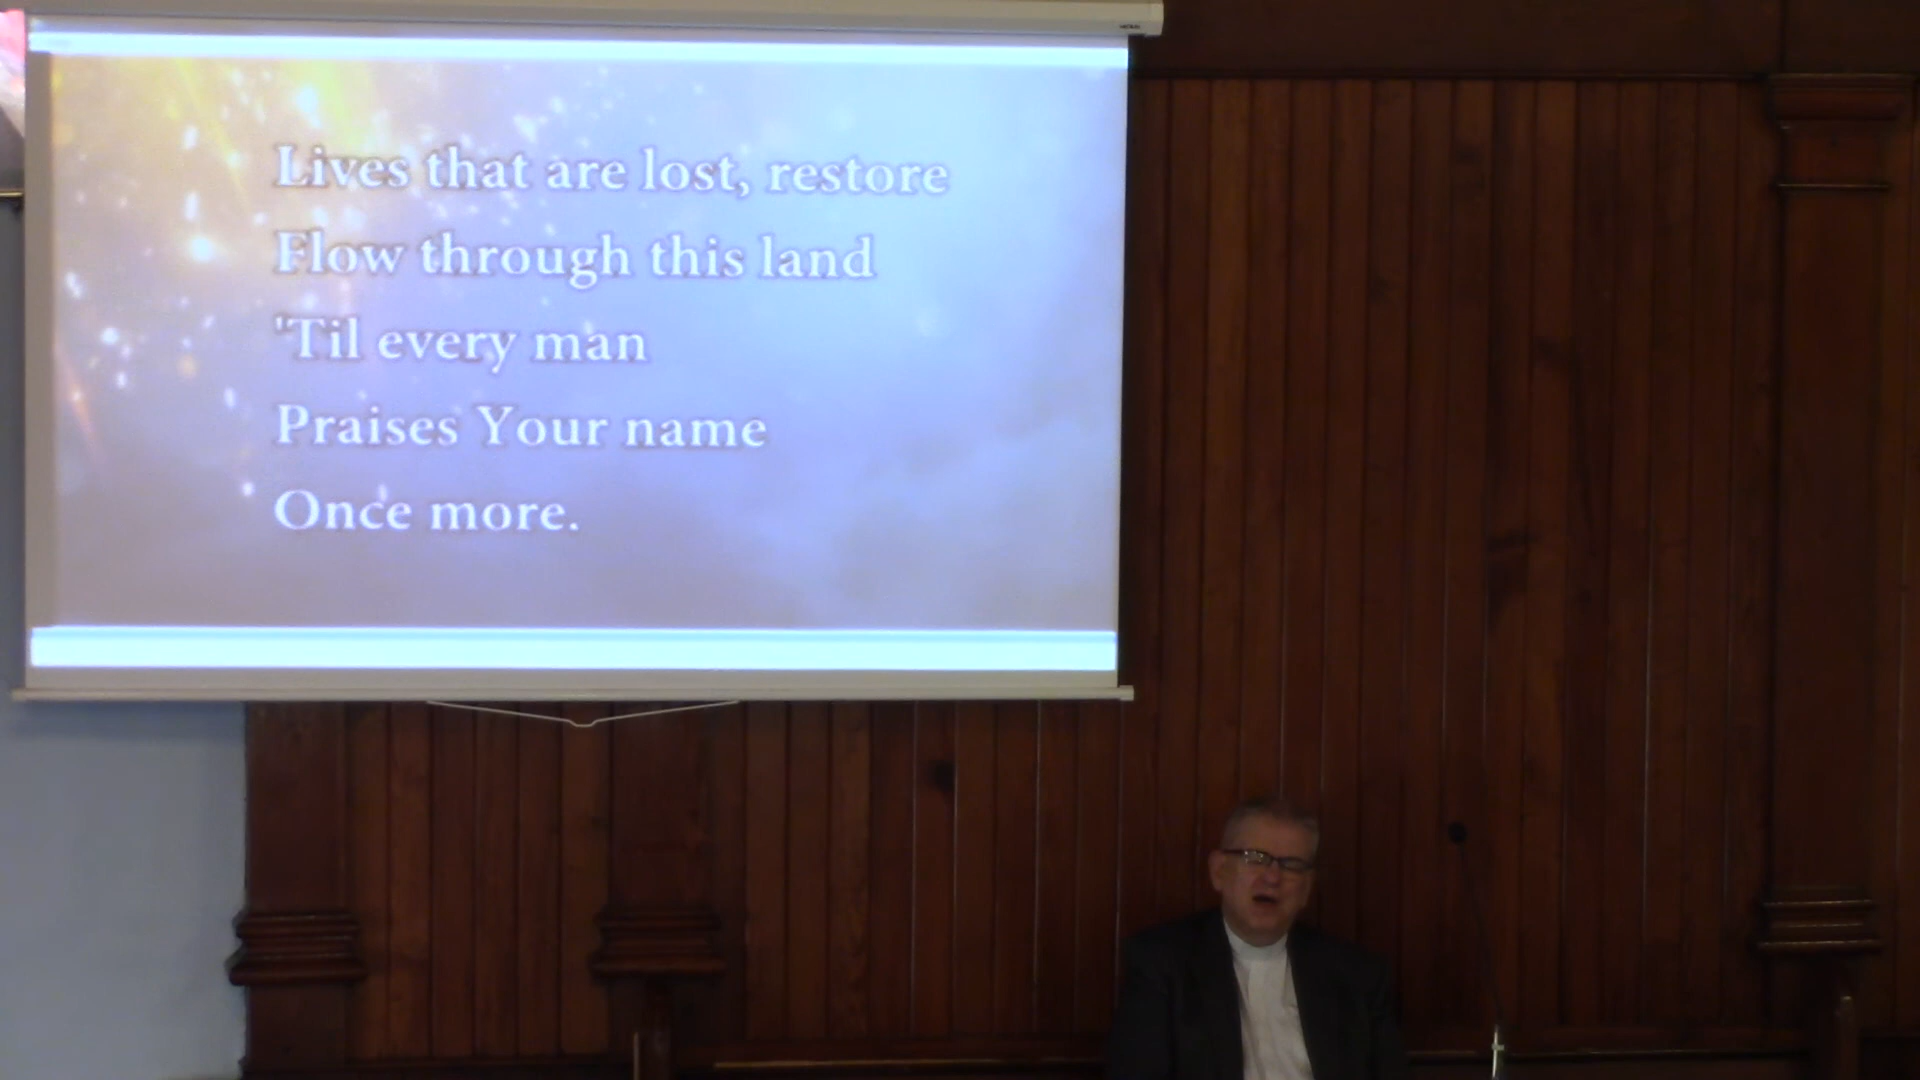 Lives that are lost, restore
Flow through this land
'Til every man
Praises Your name
Once more.